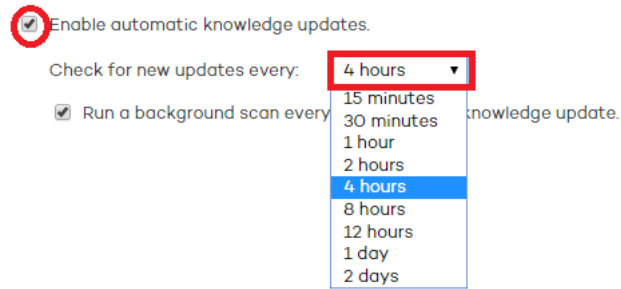 Enable automatic knowledge updates.
Check for new updates every: 4 hours
15 minutes
Run a background scan every knowledge update.
30 minutes
1 hour
2 hours
4 hours
8 hours
12 hours
1 day
2 days